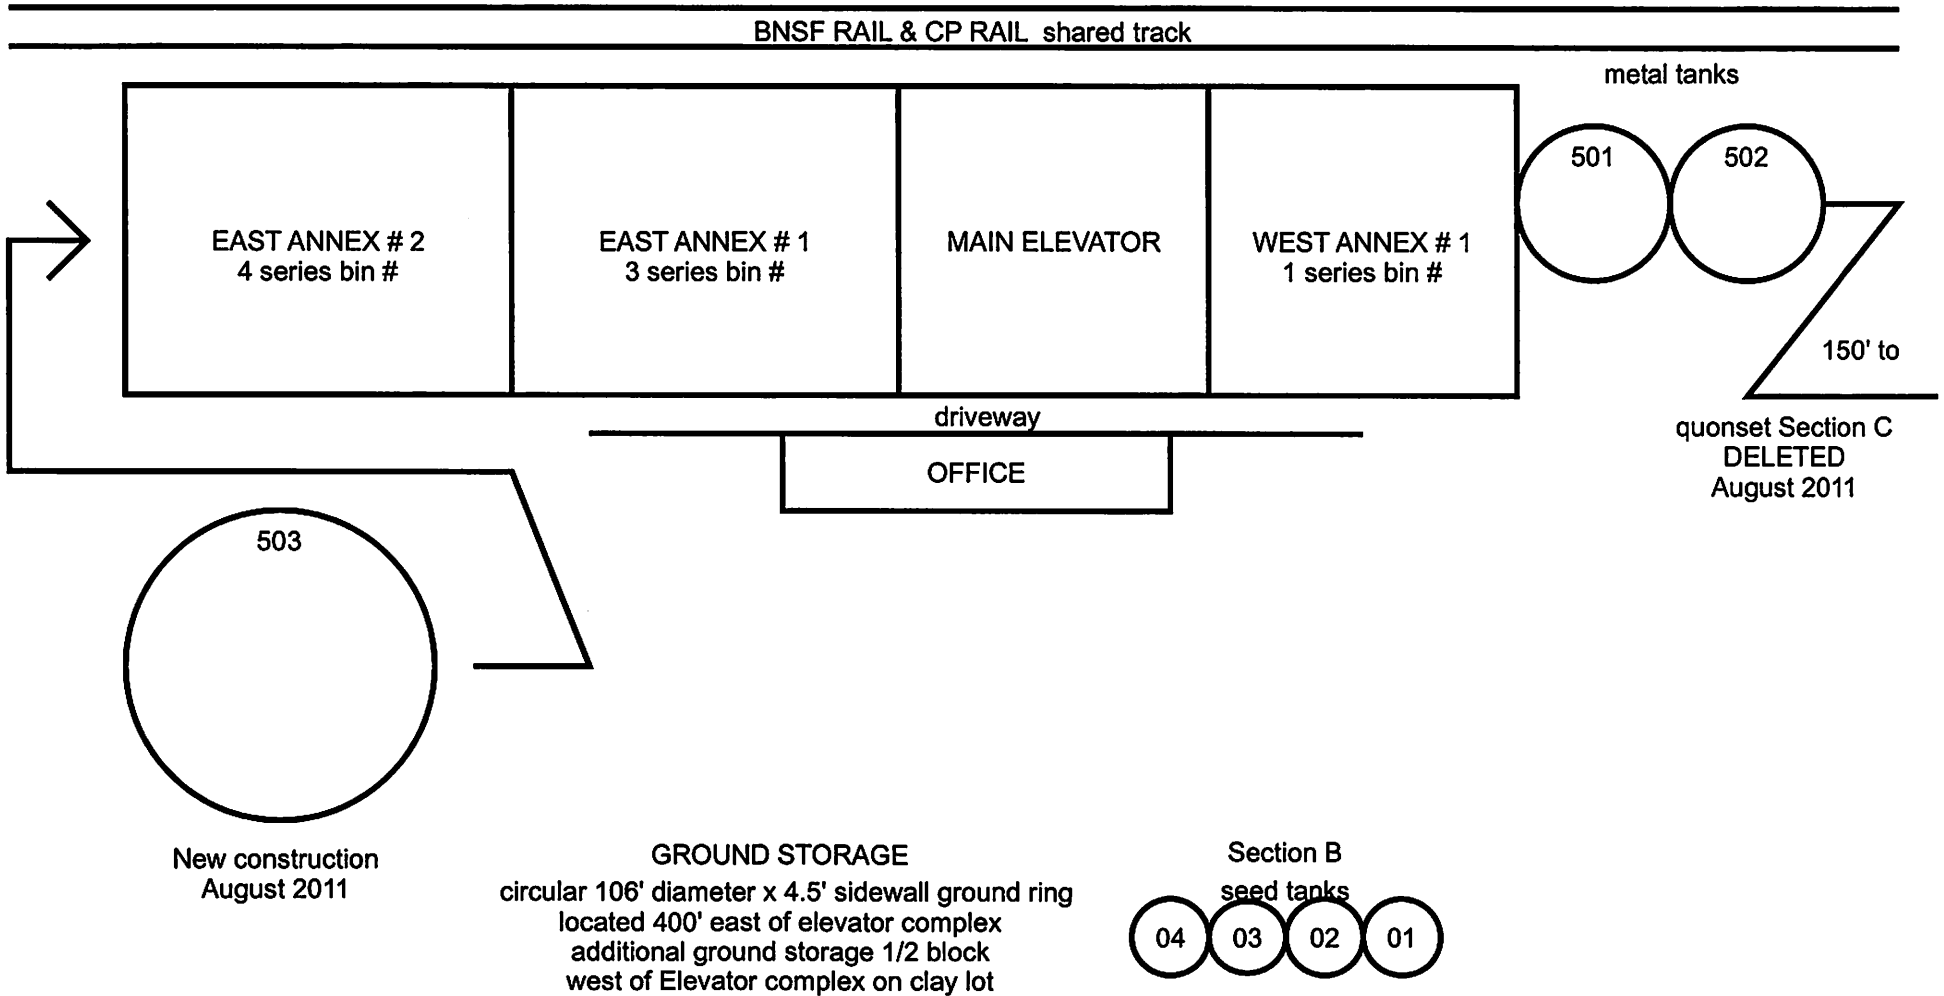 BNSF RAIL & CP RAIL shared track
metal tanks
501
502
EAST ANNEX # 2
4 series bin #
EAST ANNEX # 1
3 series bin #
MAIN ELEVATOR
WEST ANNEX # 1
1 series bin #
150' to
driveway
quonset Section C
DELETED
August 2011
OFFICE
503
New construction
August 2011
GROUND STORAGE
circular 106' diameter x 4.5' sidewall ground ring
located 400' east of elevator complex
additional ground storage 1/2 block
west of Elevator complex on clay lot
Section B
seed tanks
04
03
02
01